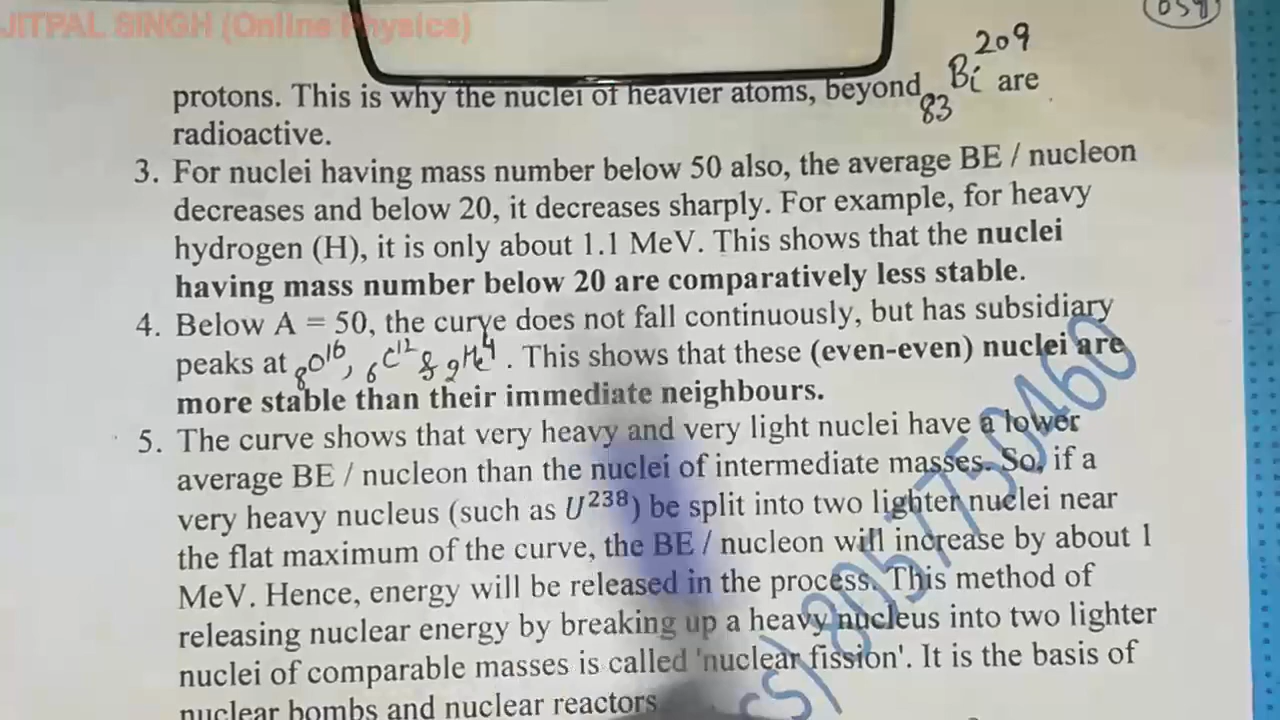 JITPAL SINGH (Online Physics)
059
protons. This is why the nuclei of heavier atoms, beyond ₈₃Bi²⁰⁹ are
radioactive.
3. For nuclei having mass number below 50 also, the average BE / nucleon
decreases and below 20, it decreases sharply. For example, for heavy
hydrogen (H), it is only about 1.1 MeV. This shows that the nuclei
having mass number below 20 are comparatively less stable.
4. Below A = 50, the curve does not fall continuously, but has subsidiary
peaks at ₈O¹⁶, ₆C¹² & ₂He⁴. This shows that these (even-even) nuclei are
more stable than their immediate neighbours.
5. The curve shows that very heavy and very light nuclei have a lower
average BE / nucleon than the nuclei of intermediate masses. So, if a
very heavy nucleus (such as U²³⁸) be split into two lighter nuclei near
the flat maximum of the curve, the BE / nucleon will increase by about 1
MeV. Hence, energy will be released in the process. This method of
releasing nuclear energy by breaking up a heavy nucleus into two lighter
nuclei of comparable masses is called 'nuclear fission'. It is the basis of
nuclear bombs and nuclear reactors
cs) 8057750460